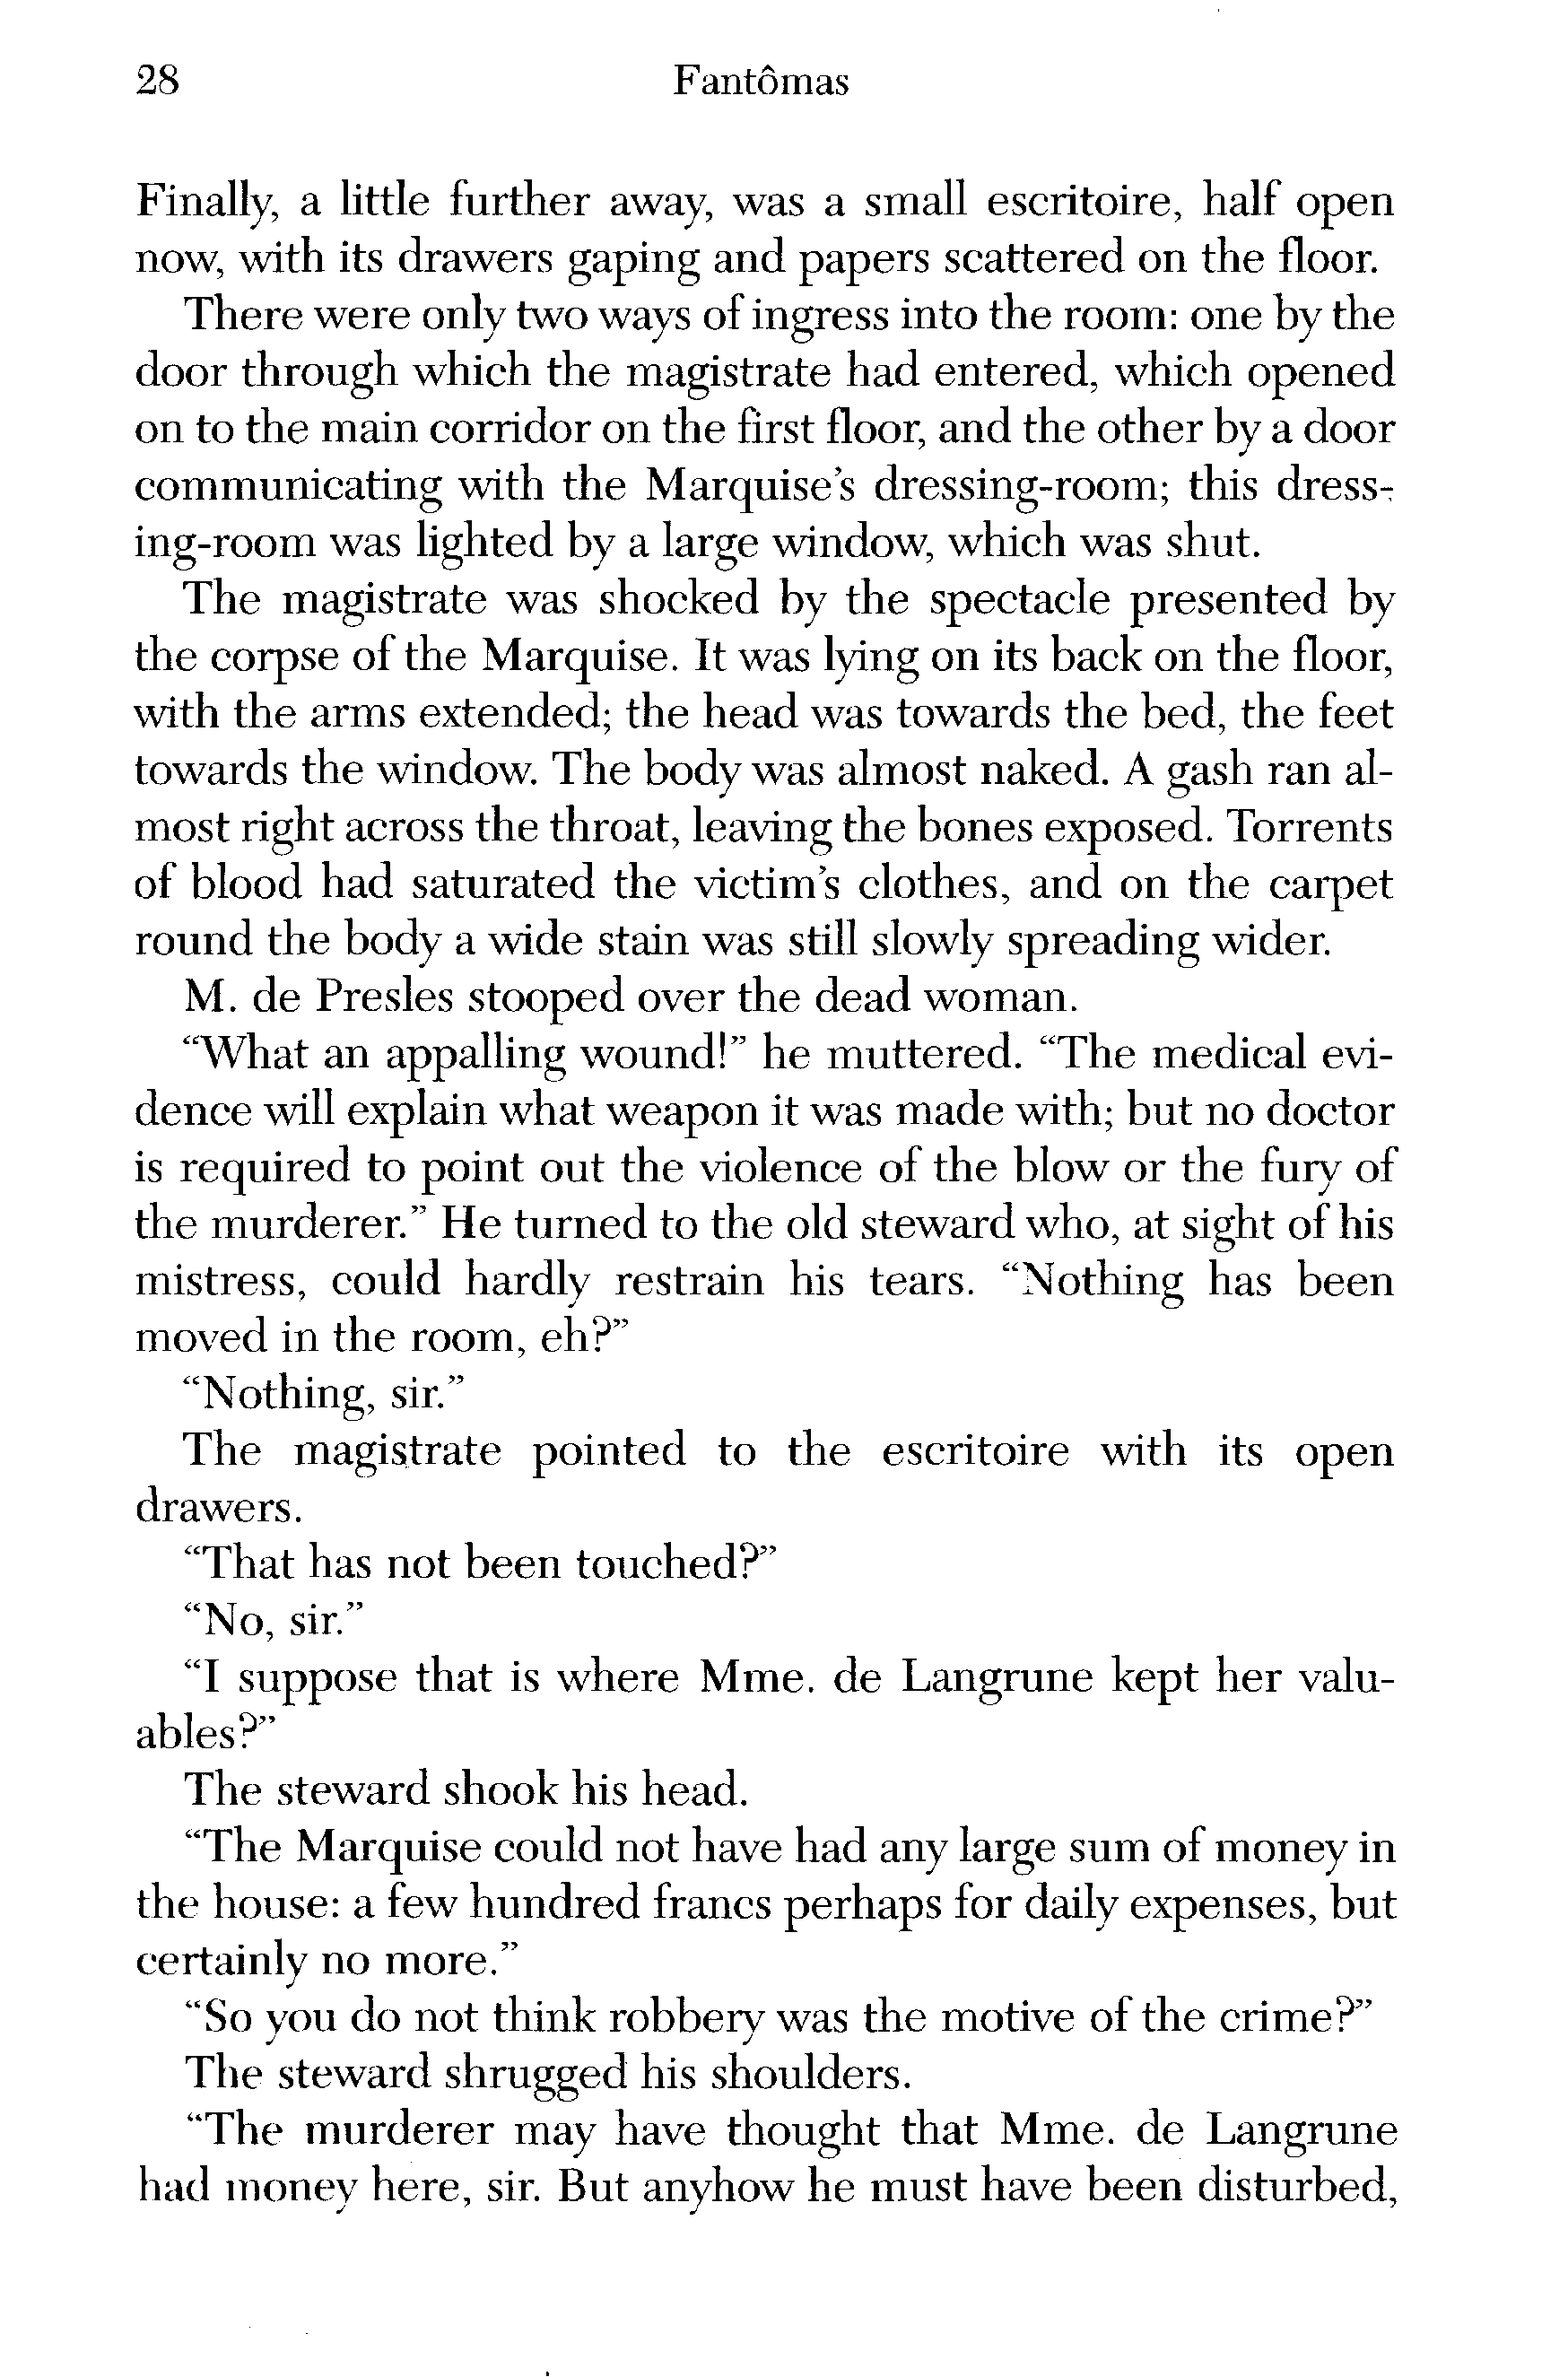 28 Fantômas
Finally, a little further away, was a small escritoire, half open
now, with its drawers gaping and papers scattered on the floor.
There were only two ways of ingress into the room: one by the
door through which the magistrate had entered, which opened
on to the main corridor on the first floor, and the other by a door
communicating with the Marquise's dressing-room; this dress-
ing-room was lighted by a large window, which was shut.
The magistrate was shocked by the spectacle presented by
the corpse of the Marquise. It was lying on its back on the floor,
with the arms extended; the head was towards the bed, the feet
towards the window. The body was almost naked. A gash ran al-
most right across the throat, leaving the bones exposed. Torrents
of blood had saturated the victim's clothes, and on the carpet
round the body a wide stain was still slowly spreading wider.
M. de Presles stooped over the dead woman.
“What an appalling wound!” he muttered. “The medical evi-
dence will explain what weapon it was made with; but no doctor
is required to point out the violence of the blow or the fury of
the murderer.” He turned to the old steward who, at sight of his
mistress, could hardly restrain his tears. “Nothing has been
moved in the room, eh?”
“Nothing, sir.”
The magistrate pointed to the escritoire with its open
drawers.
“That has not been touched?”
“No, sir.”
“I suppose that is where Mme. de Langrune kept her valu-
ables?”
The steward shook his head.
“The Marquise could not have had any large sum of money in
the house: a few hundred francs perhaps for daily expenses, but
certainly no more.”
“So you do not think robbery was the motive of the crime?”
The steward shrugged his shoulders.
“The murderer may have thought that Mme. de Langrune
had money here, sir. But anyhow he must have been disturbed,